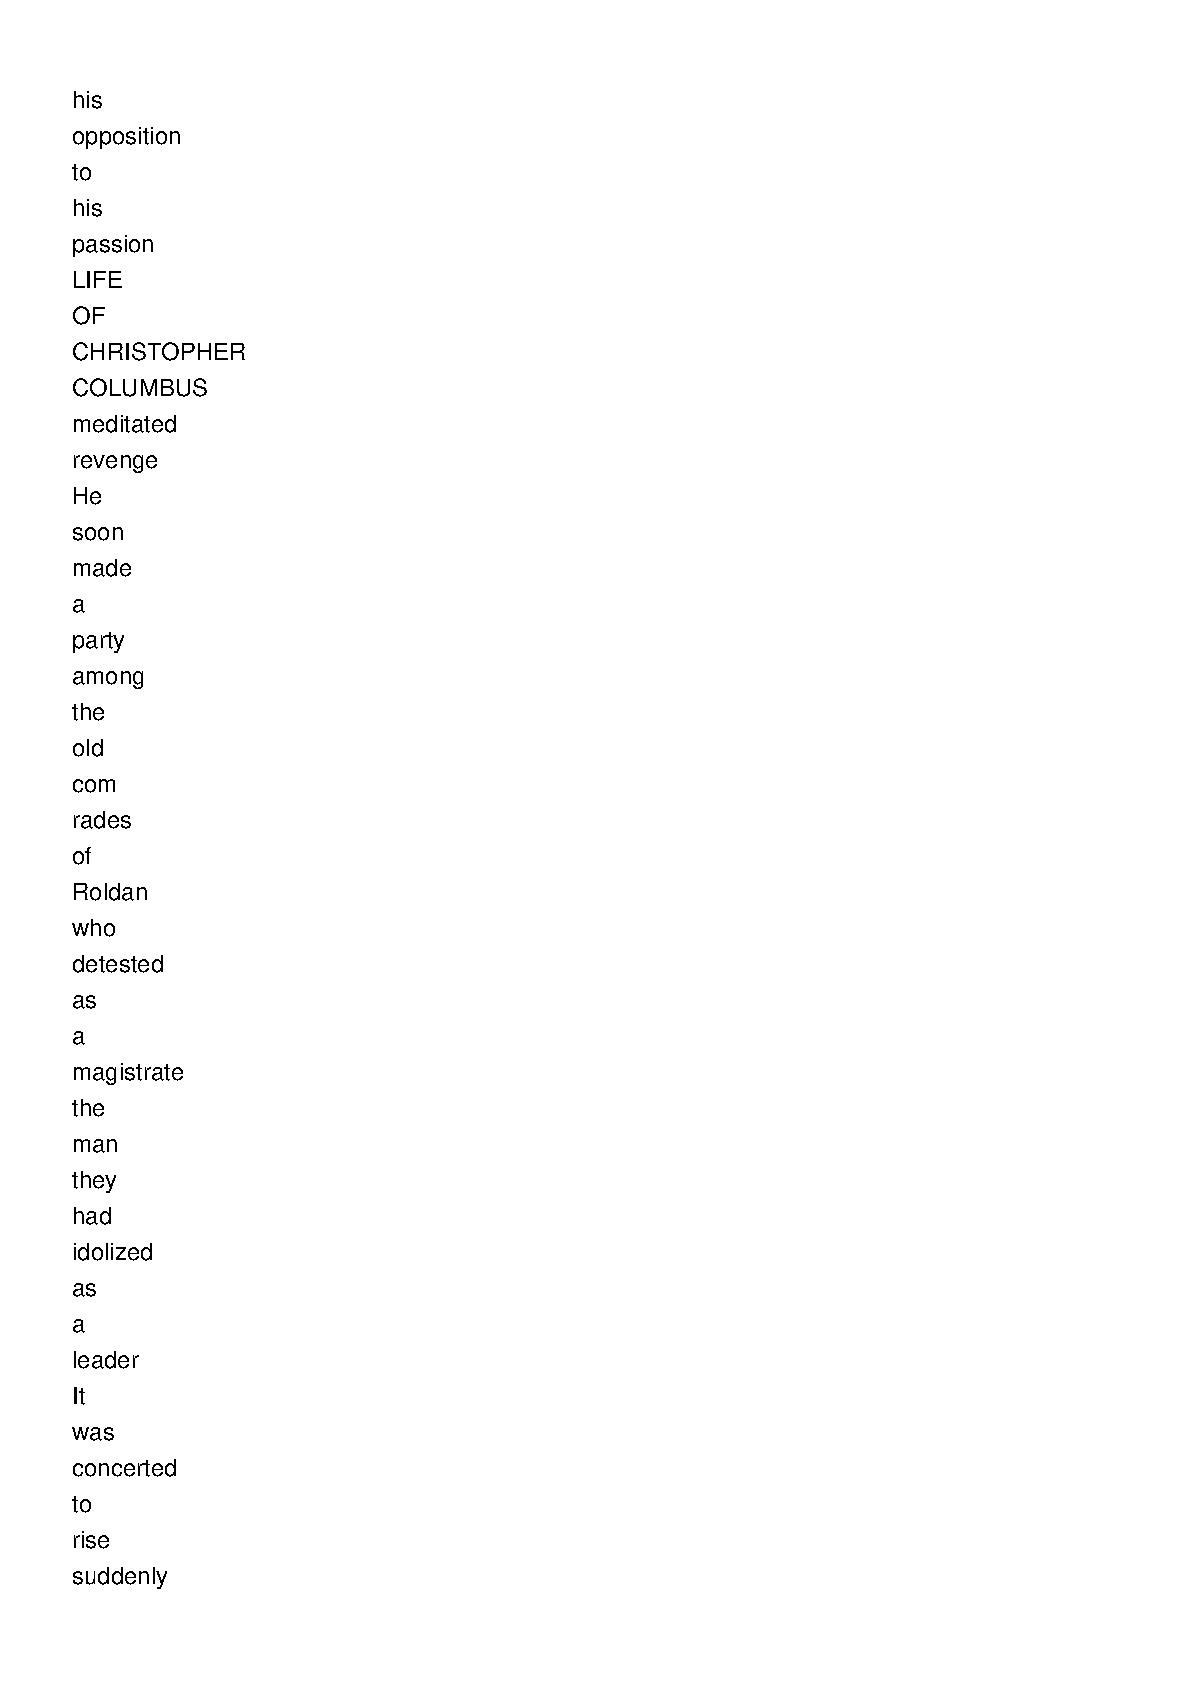 his
opposition
to
his
passion
LIFE
OF
CHRISTOPHER
COLUMBUS
meditated
revenge
He
soon
made
a
party
among
the
old
com
rades
of
Roldan
who
detested
as
a
magistrate
the
man
they
had
idolized
as
a
leader
It
was
concerted
to
rise
suddenly